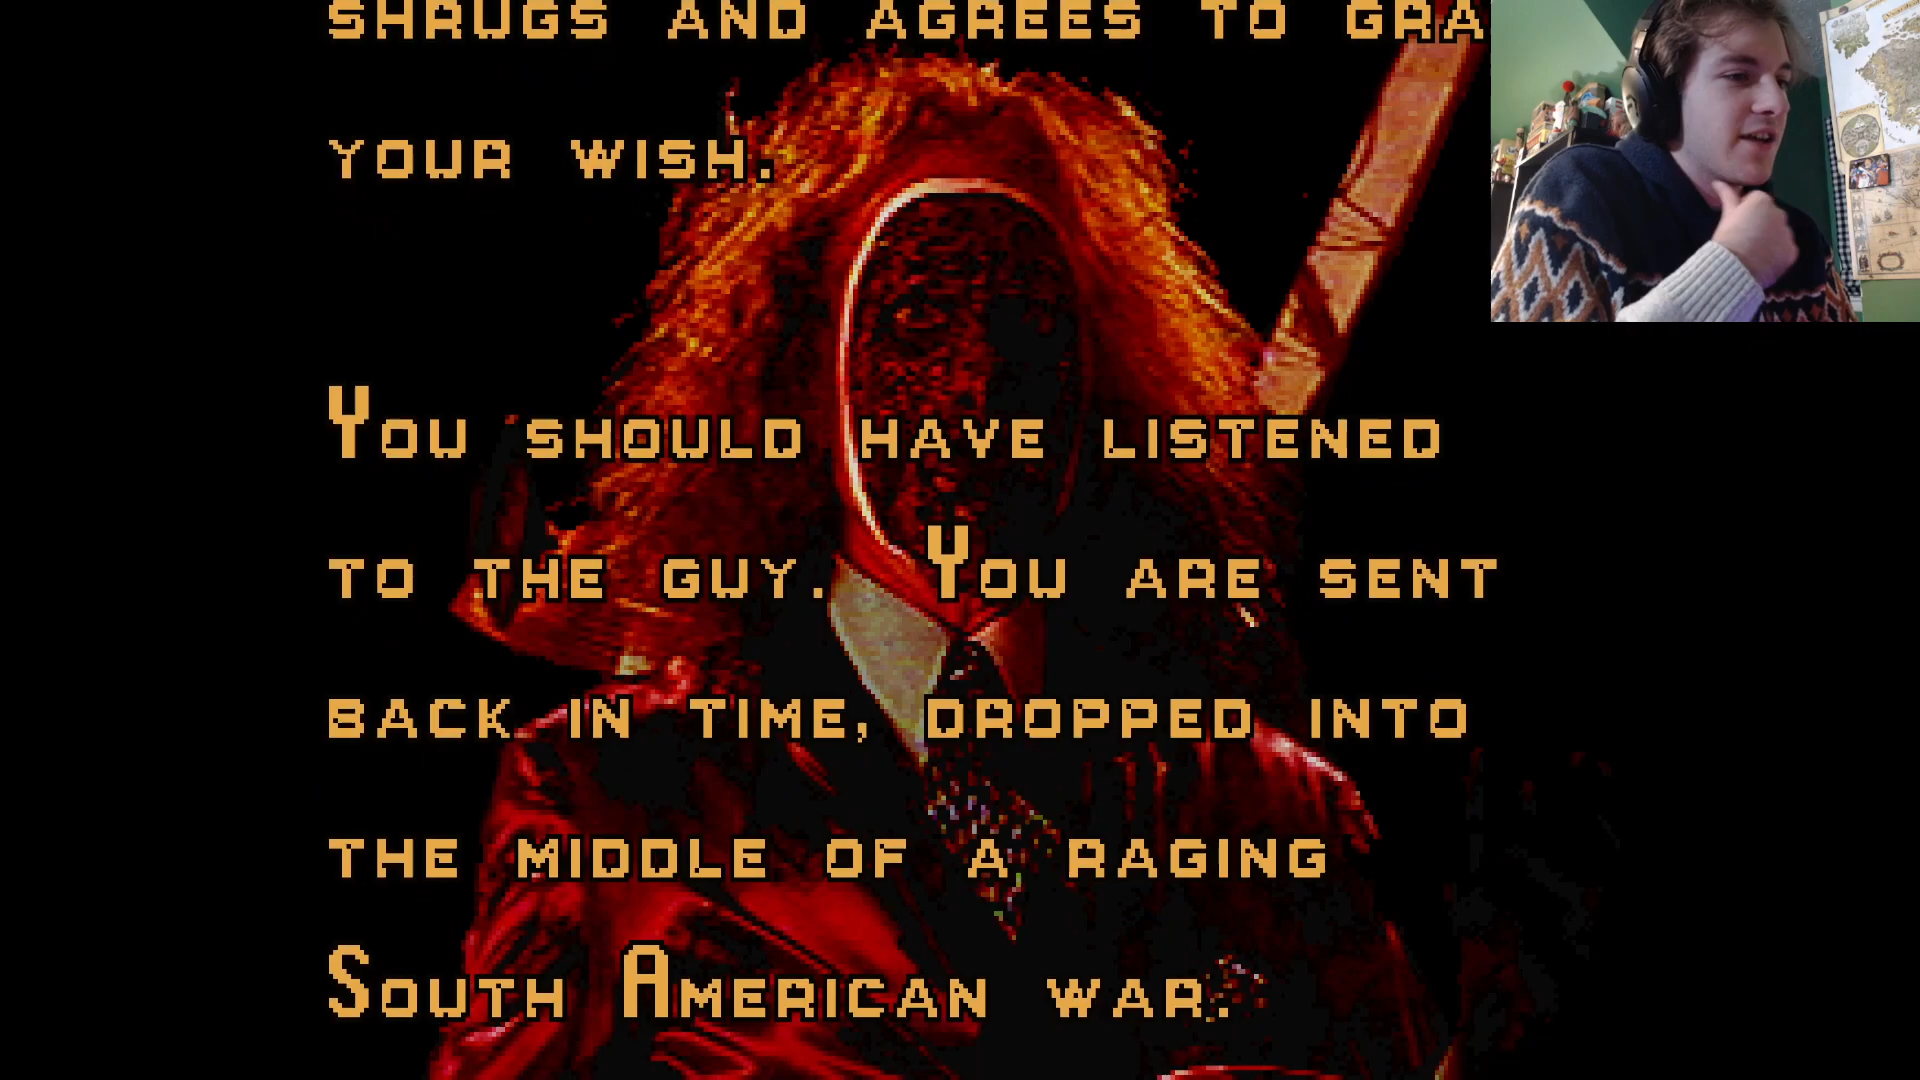 SHRUGS AND AGREES TO GRA
YOUR WISH.
YOU SHOULD HAVE LISTENED
TO THE GUY. YOU ARE SENT
BACK IN TIME, DROPPED INTO
THE MIDDLE OF A RAGING
SOUTH AMERICAN WAR.